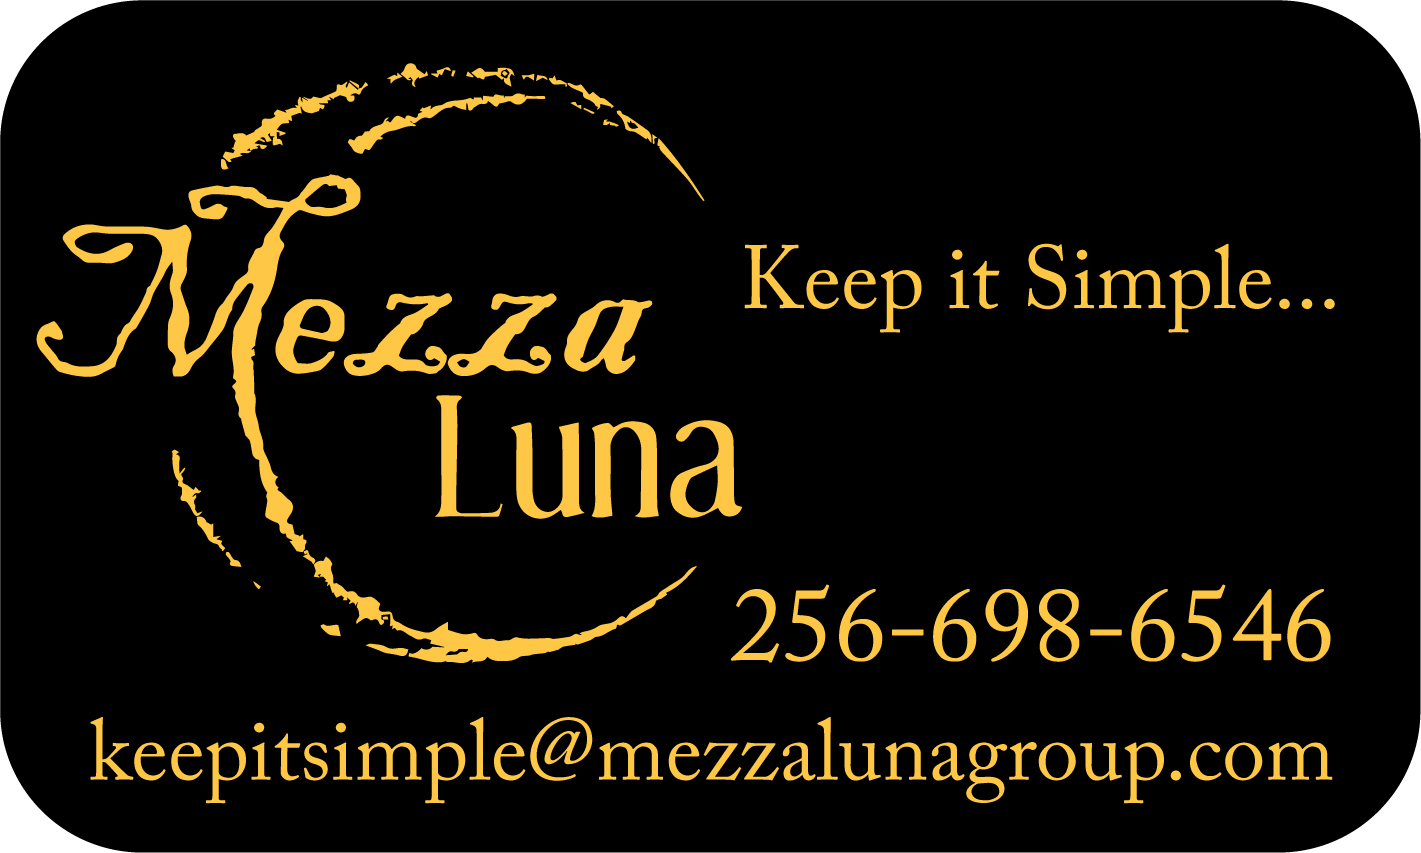 Mezza
Luna
Keep it Simple...
256-698-6546
keepitsimple@mezzalunagroup.com